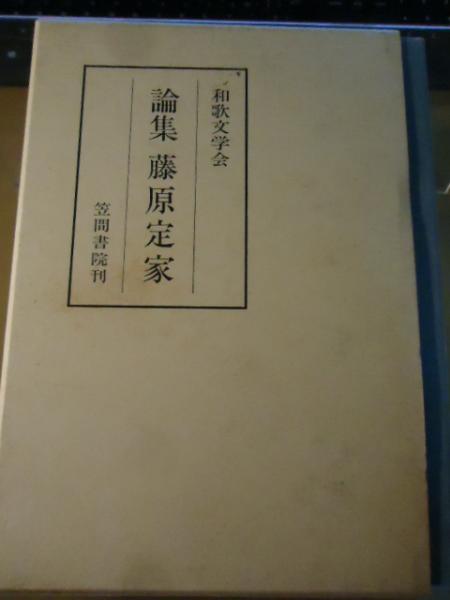 和歌文学会
論集 藤原定家
笠間書院刊